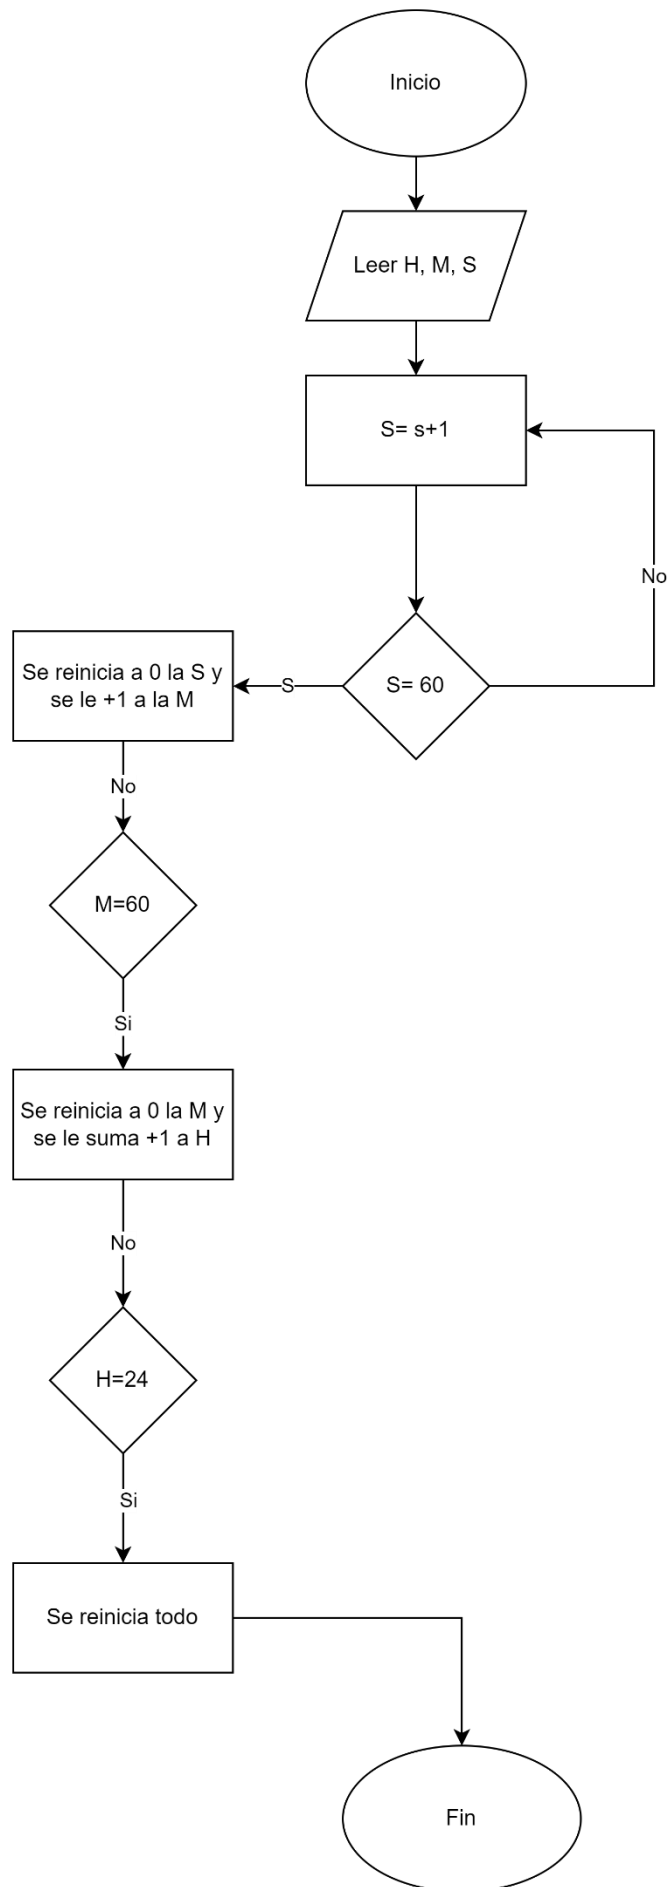 Inicio
Leer H, M, S
S= s+1
No
S= 60
S
Se reinicia a 0 la S y
se le +1 a la M
No
M=60
Si
Se reinicia a 0 la M y
se le suma +1 a H
No
H=24
Si
Se reinicia todo
Fin